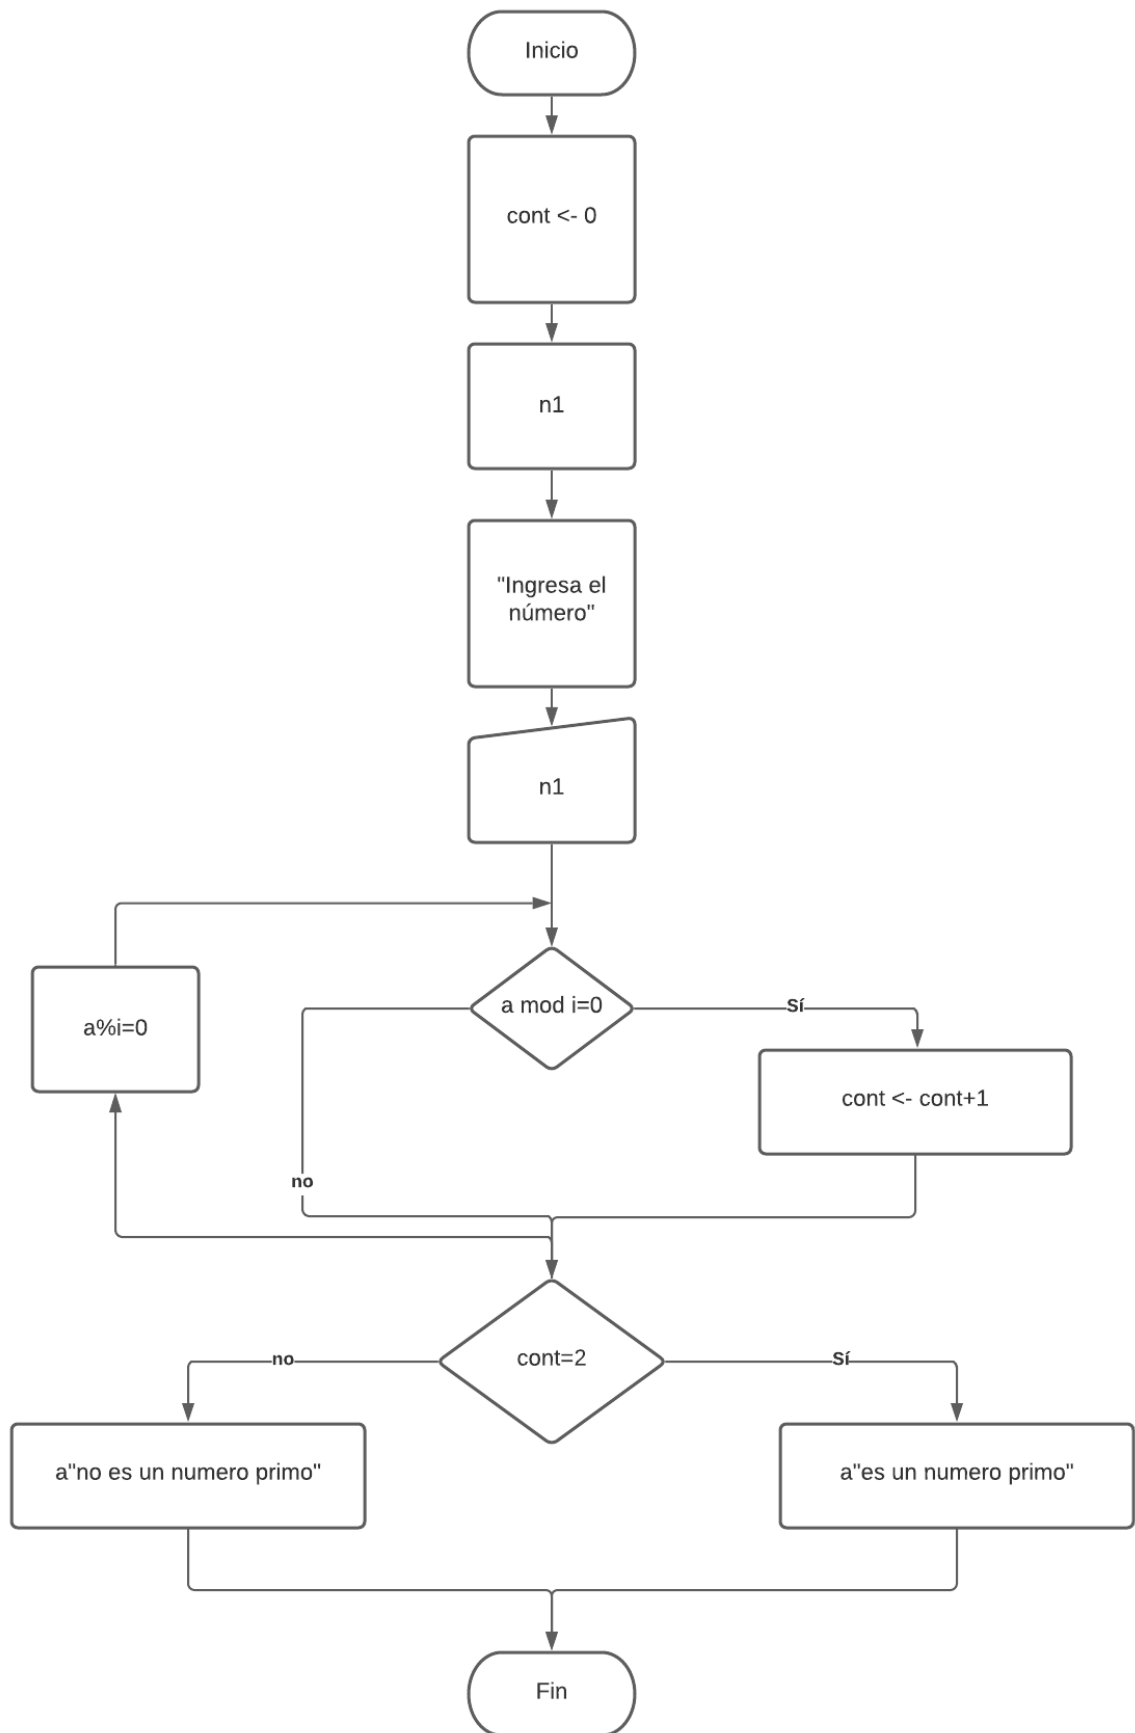 Inicio
cont <- 0
n1
"Ingresa el
número"
n1
a mod i=0
Sí
a%i=0
cont <- cont+1
no
cont=2
no
Sí
a"no es un numero primo"
a"es un numero primo"
Fin